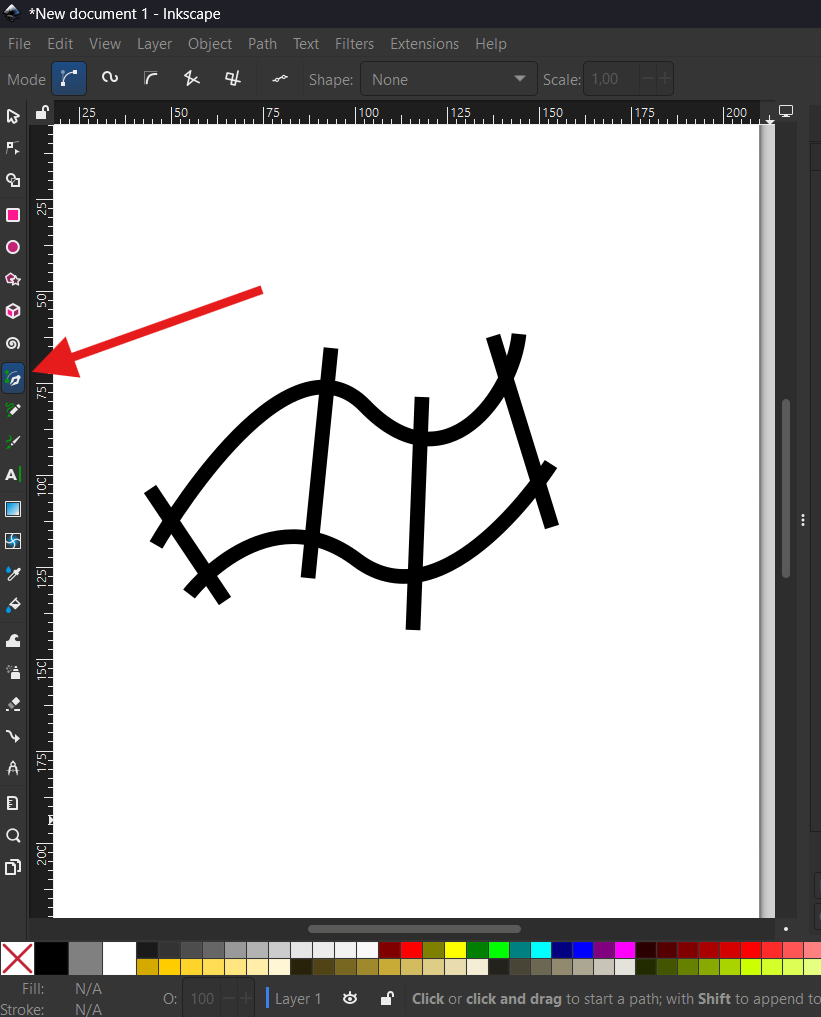 *New document 1 - Inkscape
File Edit View Layer Object Path Text Filters Extensions Help
Mode Shape: None Scale: 1,00
25 50 75 100 125 150 175 200
25
50
75
100
125
150
175
200
A
Fill: N/A
Stroke: N/A
O: 100
Layer 1
Click or click and drag to start a path; with Shift to append to